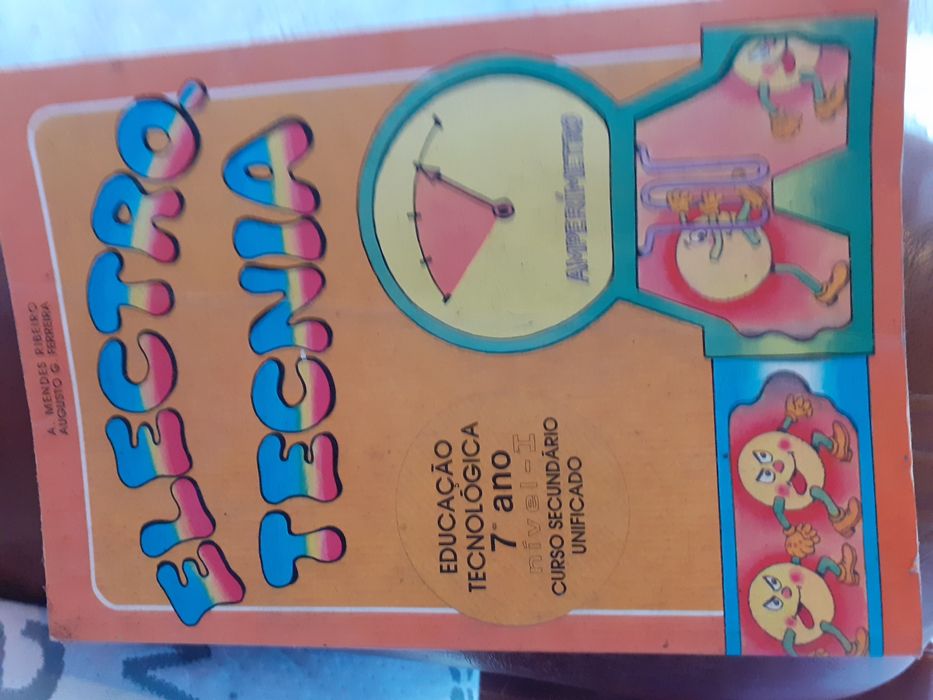 A. MENDES RIBEIRO
AUGUSTO G FERREIRA
ELECTRO,
TECNIA
EDUCAÇÃO
TECNOLÓGICA
7º ano
nível-I
CURSO SECUNDÁRIO
UNIFICADO
AMPERÍMETRO